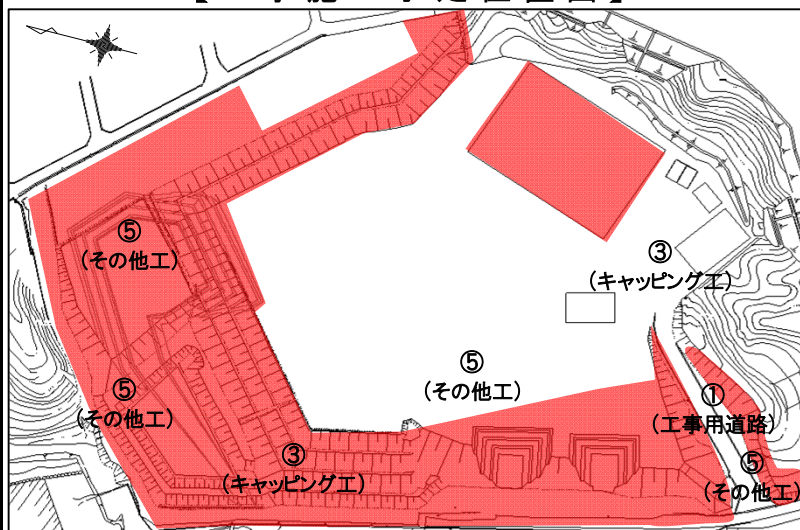 ⑤
(その他工)
③
(キャッピング工)
⑤
(その他工)
⑤
(その他工)
①
(工事用道路)
③
(キャッピング工)
⑤
(その他工)